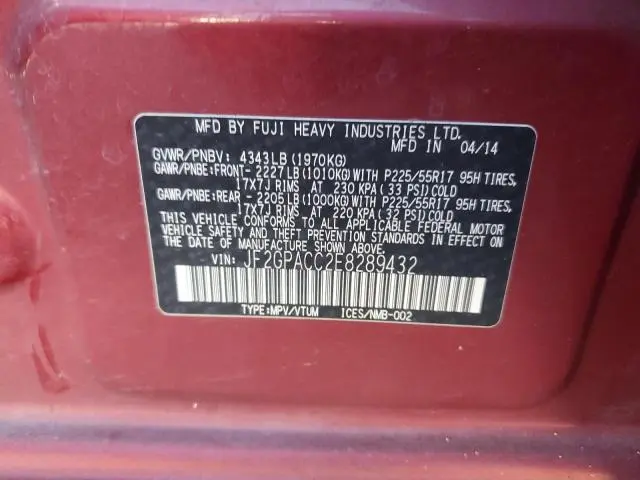 MFD BY FUJI HEAVY INDUSTRIES LTD.
MFD IN 04/14
GVWR/PNBV: 4343LB(1970KG)
GAWR/PNBE:FRONT- 2227LB(1010KG)WITH P225/55R17 95H TIRES,
17X7J RIMS AT 230 KPA(33 PSI)COLD
GAWR/PNBE:REAR - 2205LB(1000KG)WITH P225/55R17 95H TIRES,
17X7J RIMS AT 220 KPA(32 PSI)COLD
THIS VEHICLE CONFORMS TO ALL APPLICABLE FEDERAL MOTOR
VEHICLE SAFETY AND THEFT PREVENTION STANDARDS IN EFFECT ON
THE DATE OF MANUFACTURE SHOWN ABOVE.
VIN: JF2GPACC2E8289432
TYPE:MPV/VTUM ICES/NMB-002